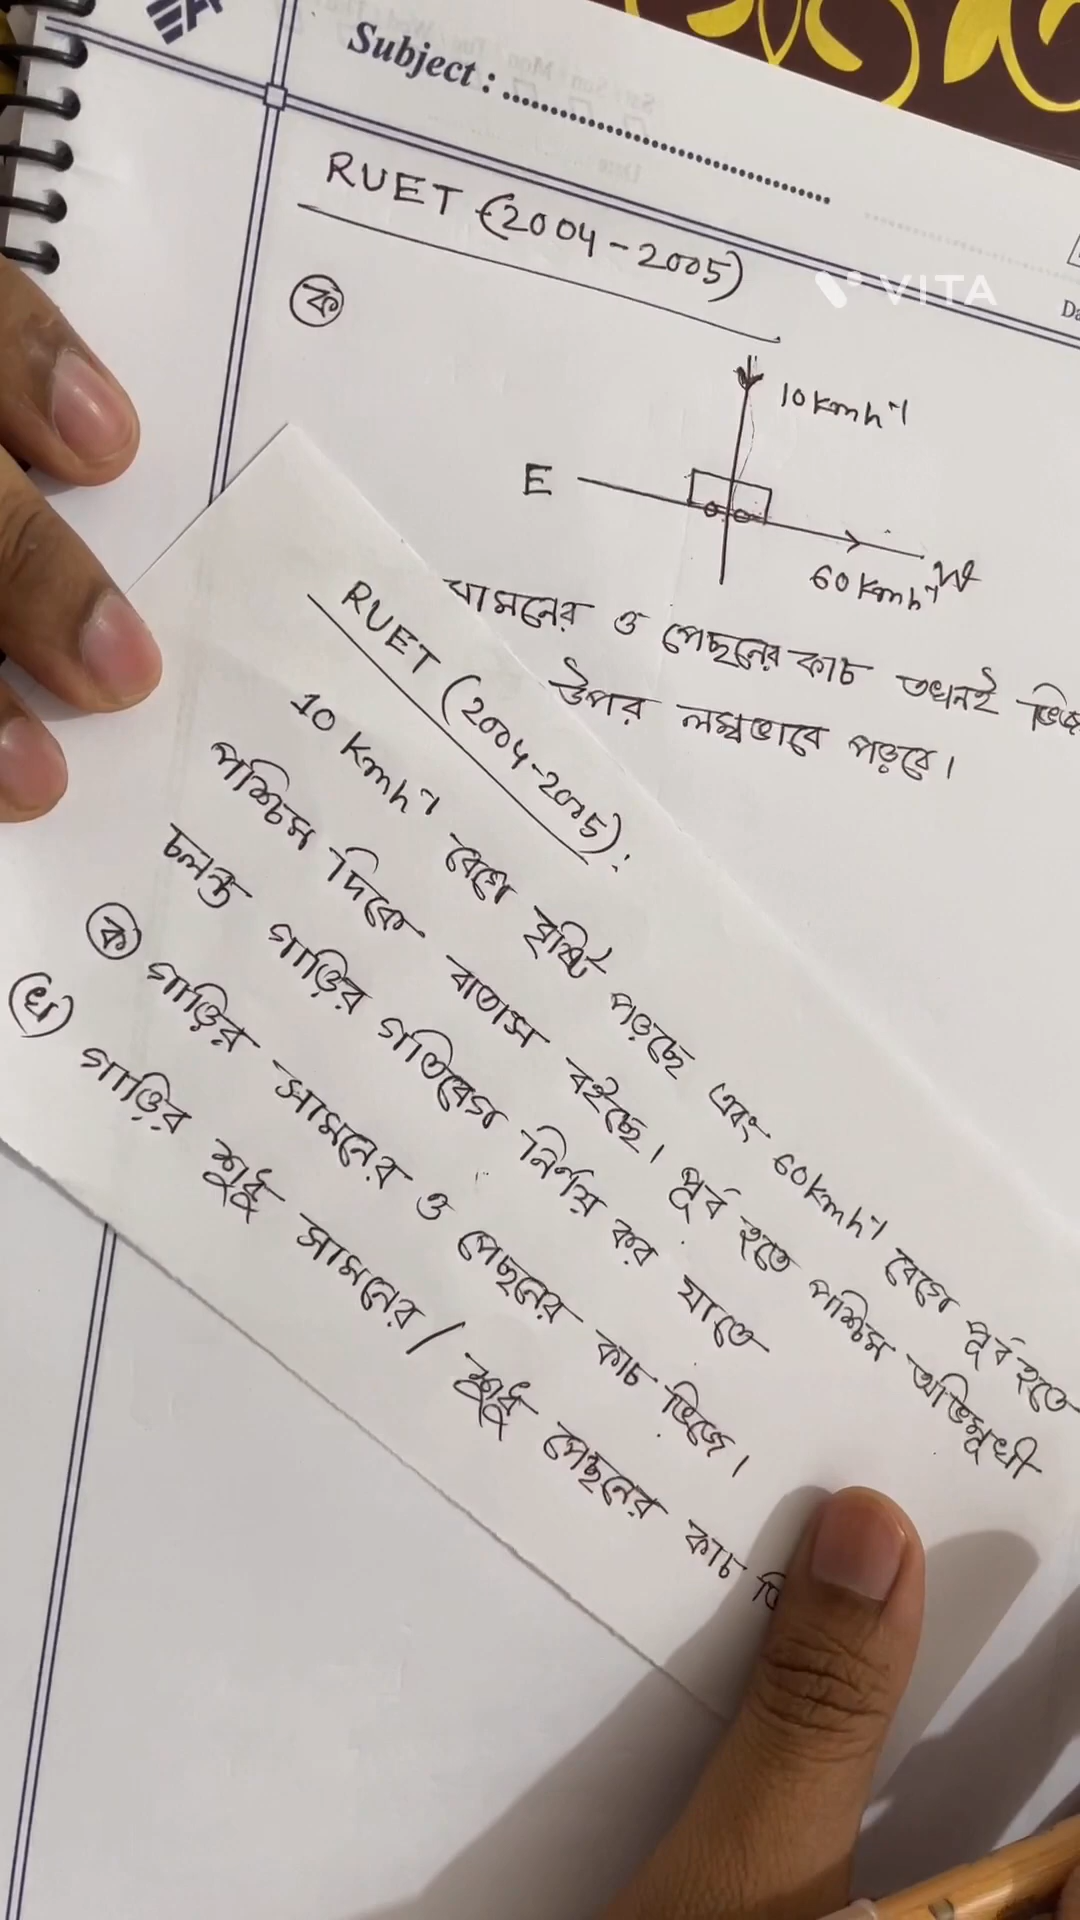 Subject :
RUET (2004-2005)
VITA
ক
10 kmh⁻¹
E
W
60 kmh⁻¹
সামনের ও পেছনের কাচ তখনই
উপর লম্বভাবে পড়বে।
RUET (2004-2005):
10 kmh⁻¹ বেগে বৃষ্টি পড়ছে এবং 60kmh⁻¹ বেগে পূর্ব হতে
পশ্চিম দিকে বাতাস বইছে। পূর্ব হতে পশ্চিম অভিমুখী
চলন্ত গাড়ির গতিবেগ নির্ণয় কর যাতে
ক গাড়ির সামনের ও পেছনের কাচ ভিজে।
খ গাড়ির শুধু সামনের/ শুধু পেছনের কাচ